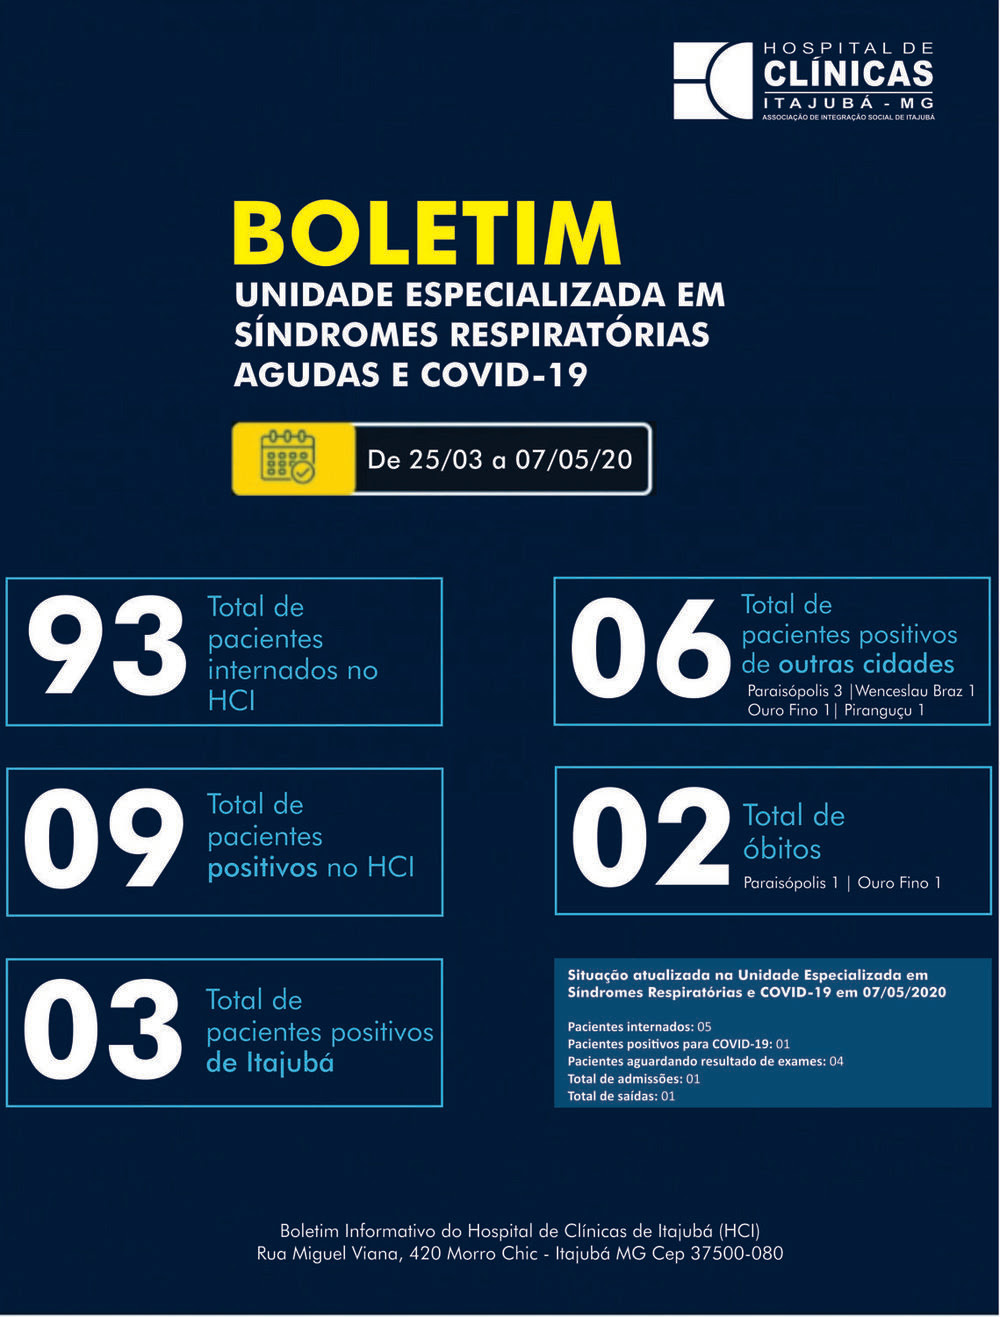 HOSPITAL DE
CLÍNICAS
ITAJUBÁ - MG
ASSOCIAÇÃO DE INTEGRAÇÃO SOCIAL DE ITAJUBÁ
BOLETIM
UNIDADE ESPECIALIZADA EM
SÍNDROMES RESPIRATÓRIAS
AGUDAS E COVID-19
De 25/03 a 07/05/20
93
Total de
pacientes
internados no
HCI
09
Total de
pacientes
positivos no HCI
03
Total de
pacientes positivos
de Itajubá
06
Total de
pacientes positivos
de outras cidades
Paraisópolis 3 |Wenceslau Braz 1
Ouro Fino 1| Piranguçu 1
02
Total de
óbitos
Paraisópolis 1 | Ouro Fino 1
Situação atualizada na Unidade Especializada em
Síndromes Respiratórias e COVID-19 em 07/05/2020
Pacientes internados: 05
Pacientes positivos para COVID-19: 01
Pacientes aguardando resultado de exames: 04
Total de admissões: 01
Total de saídas: 01
Boletim Informativo do Hospital de Clínicas de Itajubá (HCI)
Rua Miguel Viana, 420 Morro Chic - Itajubá MG Cep 37500-080